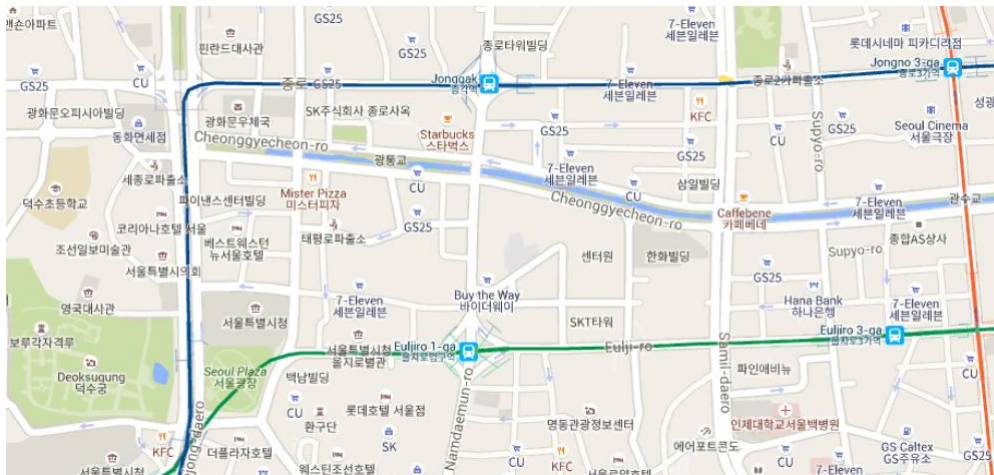 맨숀아파트
핀란드대사관
GS25
GS25
종로타워빌딩
7-Eleven
세븐일레븐
롯데시네마 피카디리점
GS25
종로
Jonggak
종각역
7-Eleven
세븐일레븐
종로2가파출소
Jongno 3-ga
종로3가역
광화문오피시아빌딩
광화문우체국
SK주식회사 종로사옥
KFC
동화면세점
Cheonggyecheon-ro
Starbucks
스타벅스
GS25
CU
Seoul Cinema
서울극장
성광
Supyo-ro
세종로파출소
광통교
CU
7-Eleven
세븐일레븐
GS25
CU
삼일빌딩
덕수초등학교
파이낸스센터빌딩
Mister Pizza
미스터피자
Cheonggyecheon-ro
Caffebene
카페베네
7-Eleven
세븐일레븐
관수교
코리아나호텔 서울
GS25
조선일보미술관
베스트웨스턴
뉴서울호텔
태평로파출소
종합AS상사
서울특별시의회
센터원
한화빌딩
Supyo-ro
GS25
영국대사관
Buy the Way
바이더웨이
7-Eleven
세븐일레븐
서울특별시청
SKT타워
Hana Bank
하나은행
7-Eleven
세븐일레븐
보루각자격루
서울특별시청
을지로별관
Euljiro 1-ga
을지로입구역
Eulji-ro
Euljiro 3-ga
을지로3가역
Deoksugung
덕수궁
Seoul Plaza
서울광장
백남빌딩
Samil-daero
파인애비뉴
CU
롯데호텔 서울점
환구단
Namdaemun-ro
명동관광정보센터
인제대학교서울백병원
CU
Sejong-daero
KFC
더플라자호텔
SK
에어포트콘도
GS Caltex
GS주유소
GS25
서울특별시청
웨스틴조선호텔
CU
KFC
서울로얄호텔
CU